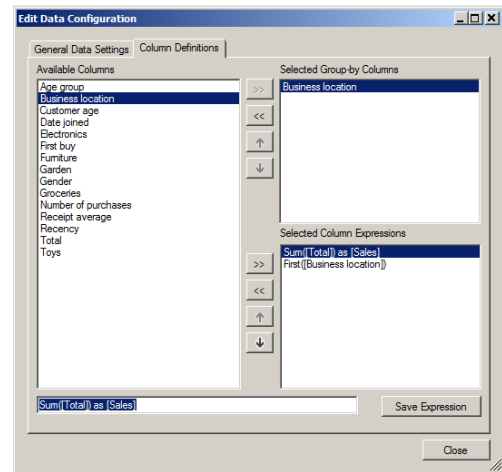 Edit Data Configuration
General Data Settings
Column Definitions
Available Columns
Age group
Business location
Customer age
Date joined
Electronics
First buy
Furniture
Garden
Gender
Groceries
Number of purchases
Receipt average
Recency
Total
Toys
>>
<<
Selected Group-by Columns
Business location
>>
<<
Selected Column Expressions
Sum([Total]) as [Sales]
First([Business location])
Sum([Total]) as [Sales]
Save Expression
Close